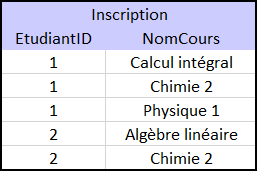 Inscription
EtudiantID NomCours
1 Calcul intégral
1 Chimie 2
1 Physique 1
2 Algèbre linéaire
2 Chimie 2